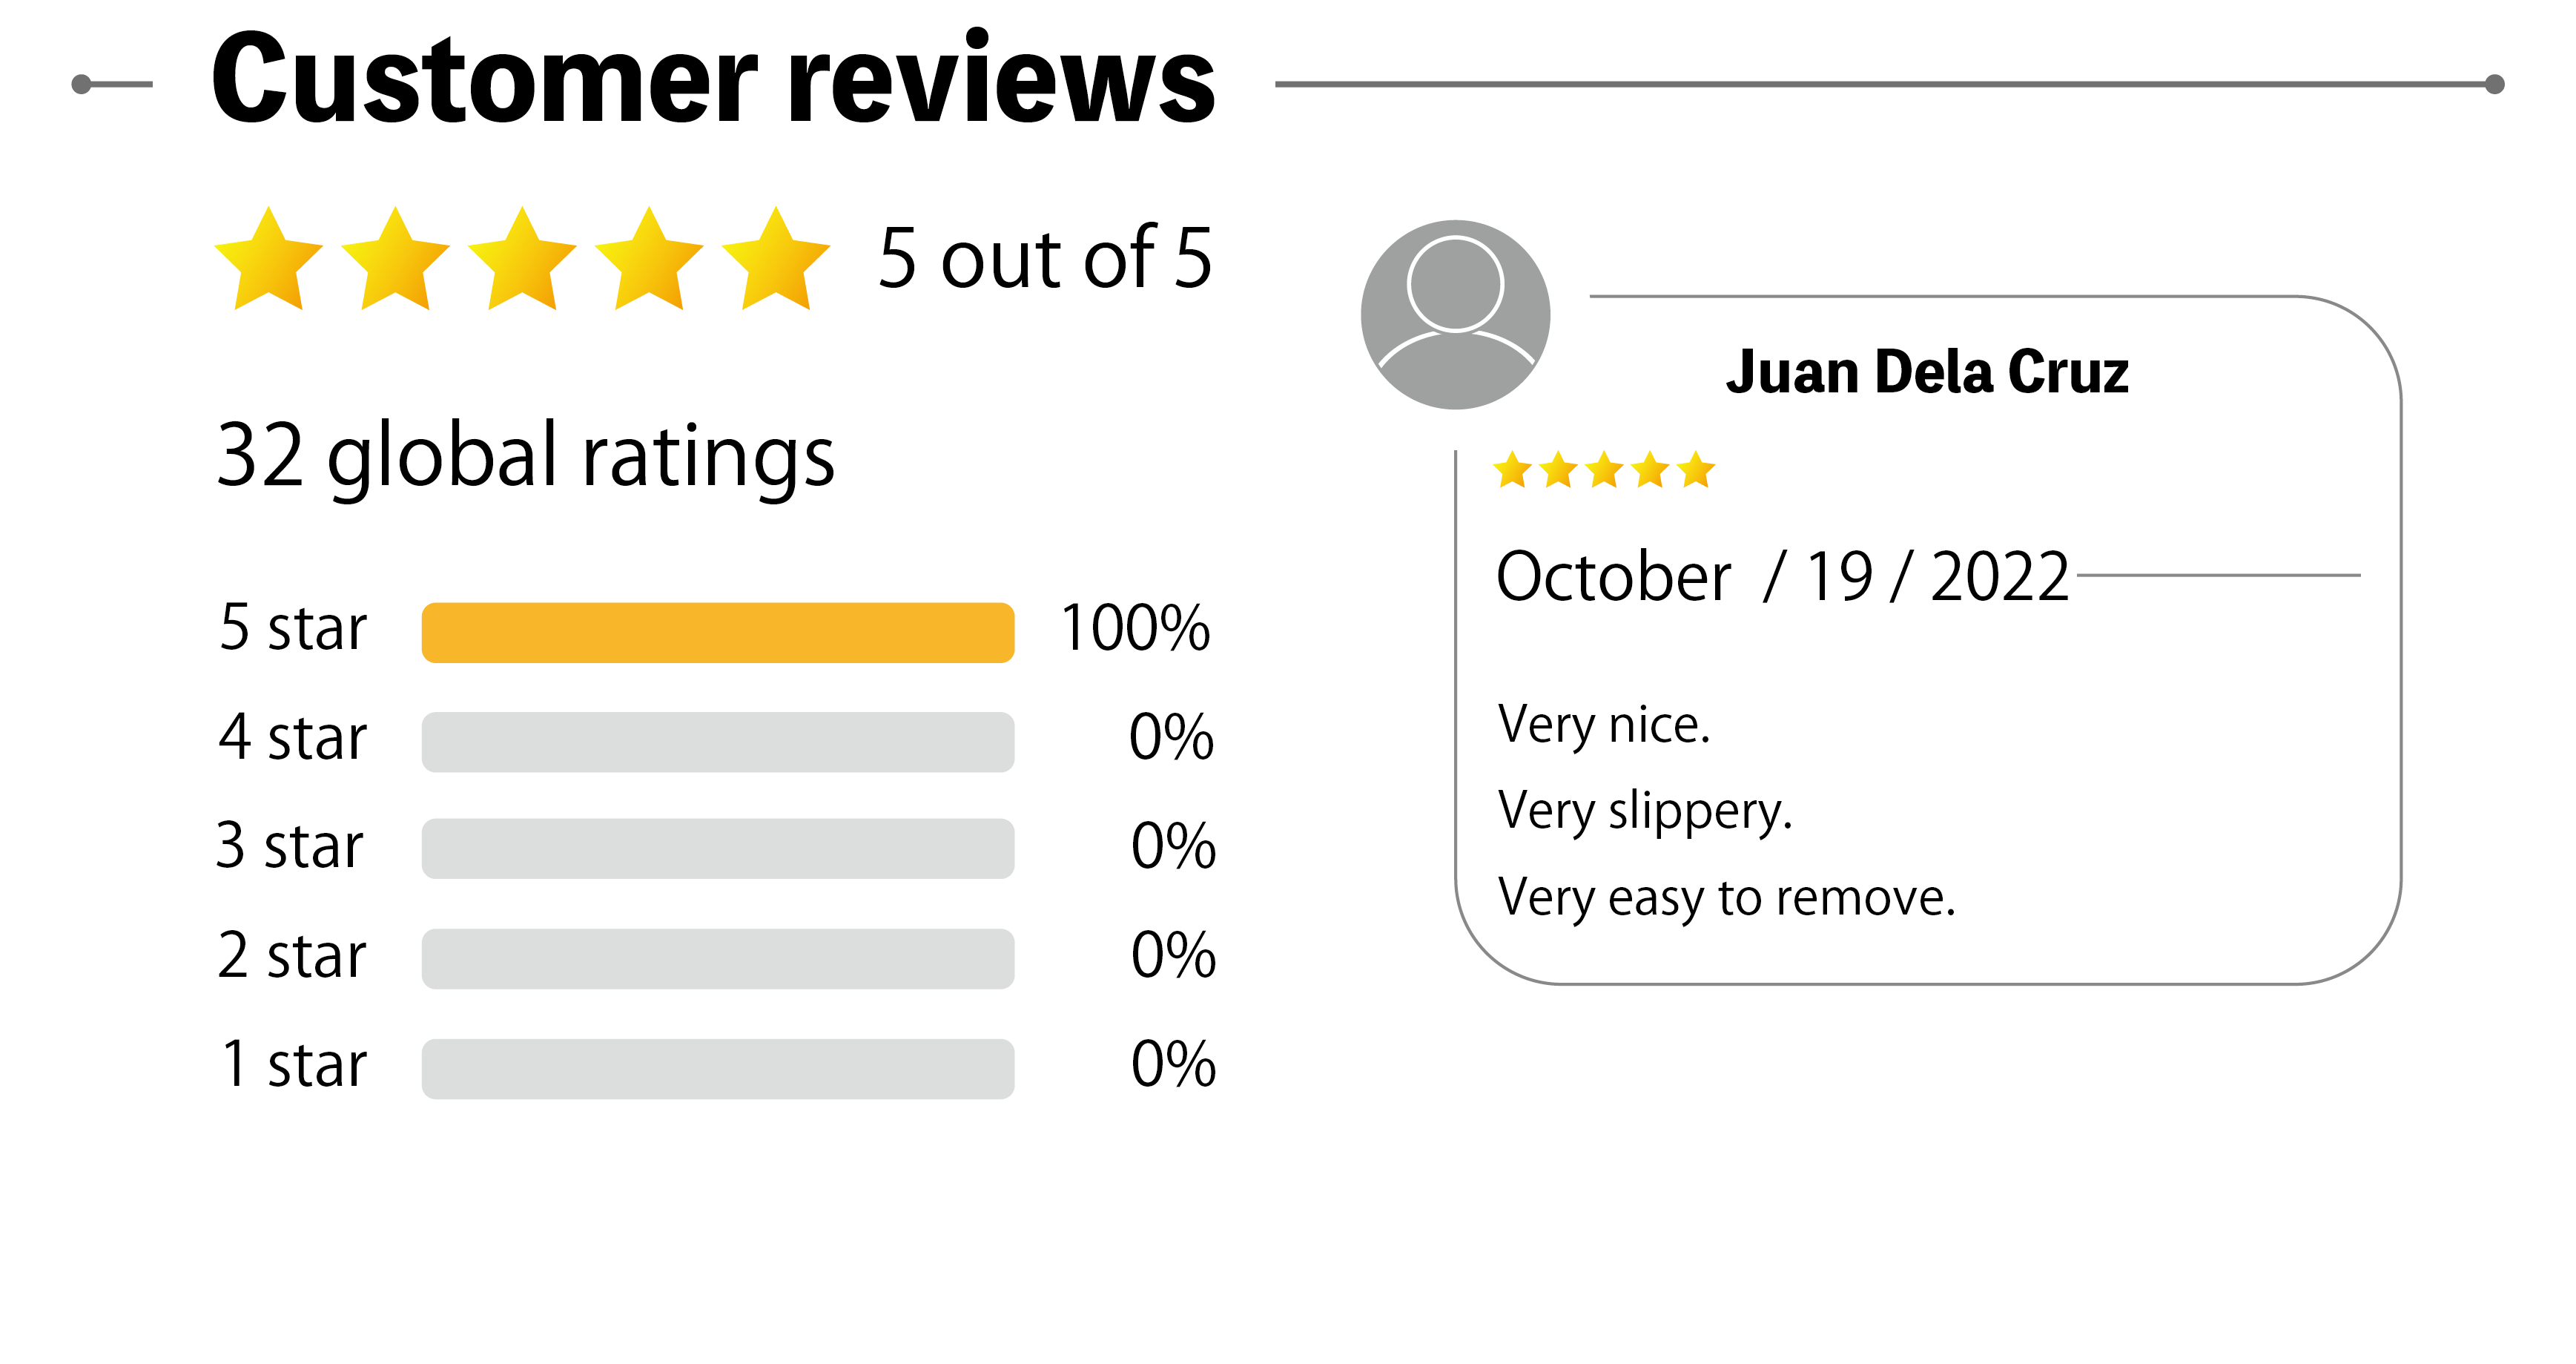 Customer reviews
5 out of 5
32 global ratings
5 star 100%
4 star 0%
3 star 0%
2 star 0%
1 star 0%
Juan Dela Cruz
October / 19 / 2022
Very nice.
Very slippery.
Very easy to remove.